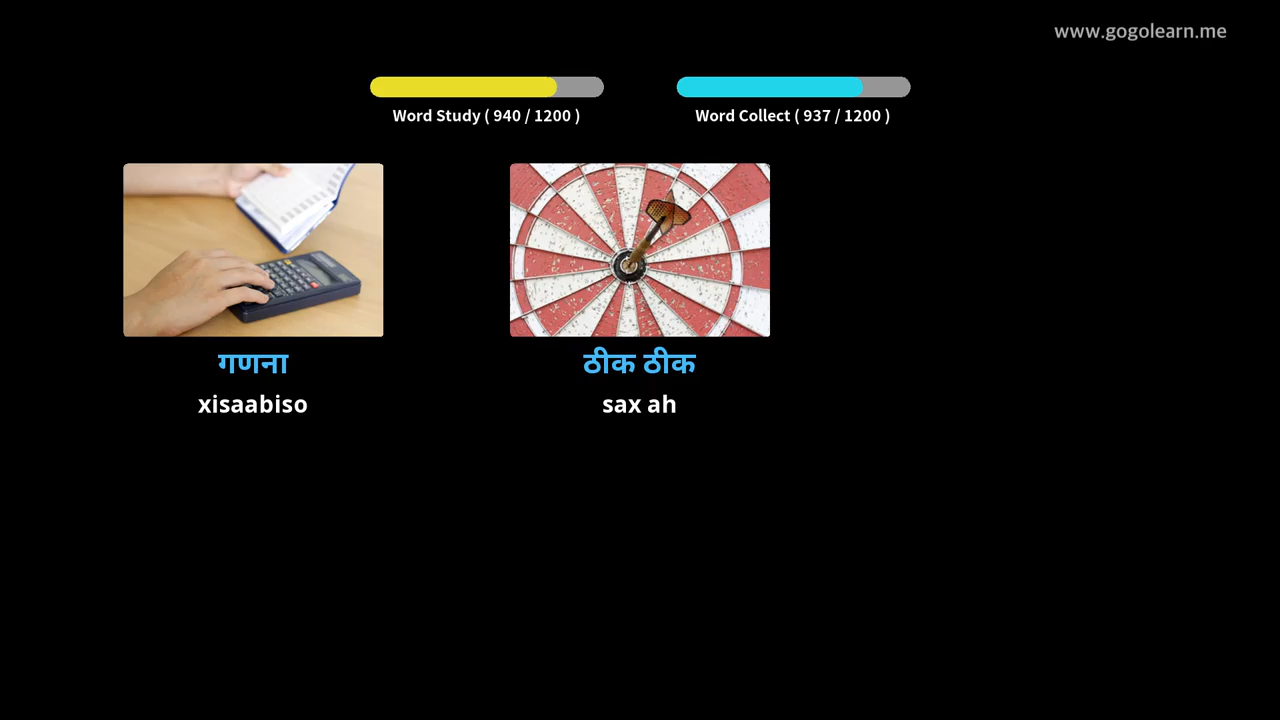 www.gogolearn.me
Word Study ( 940 / 1200 )
Word Collect ( 937 / 1200 )
गणना
xisaabiso
ठीक ठीक
sax ah